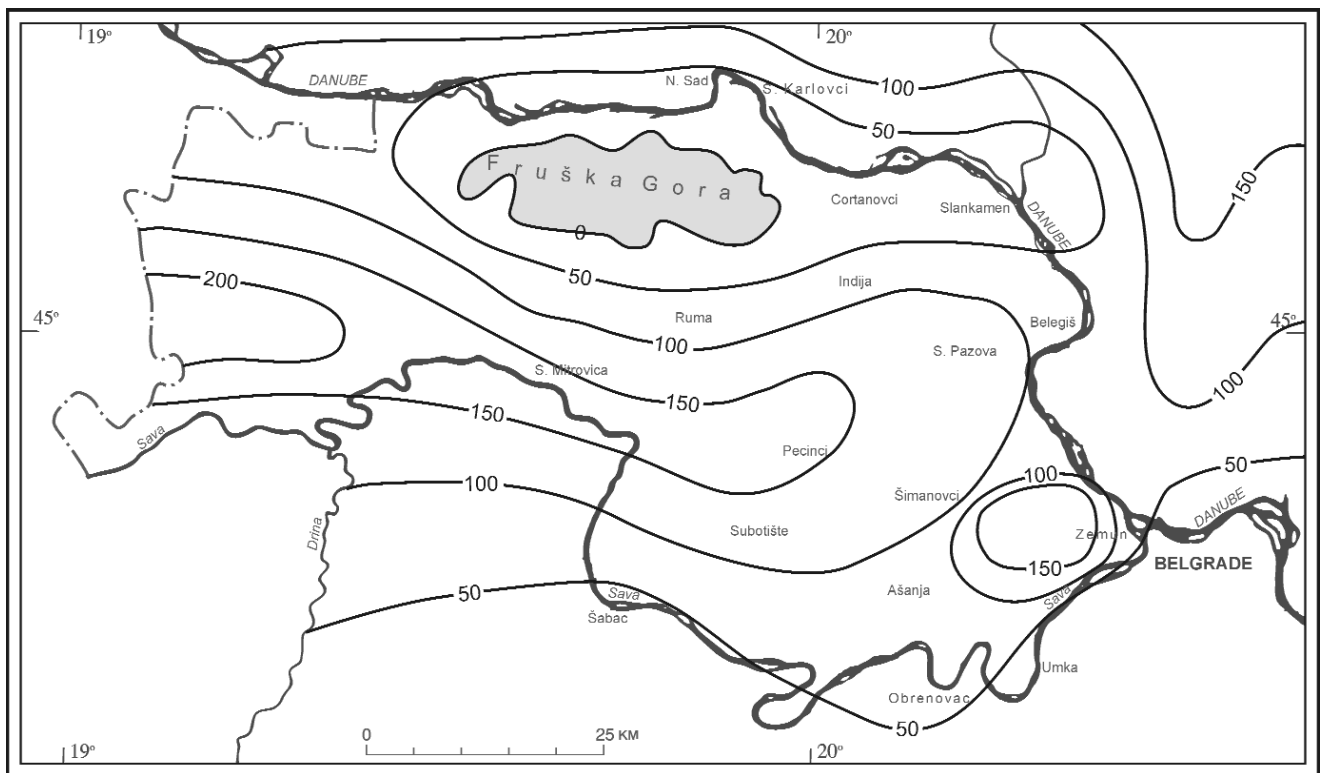 19°
20°
DANUBE
N. Sad
S. Karlovci
100
50
Fruška Gora
150
Cortanovci
Slankamen
DANUBE
0
50
200
Indija
45°
Ruma
100
Belegiš
45°
S. Pazova
S. Mitrovica
100
150
150
Sava
Pecinci
50
100
100
Šimanovci
DANUBE
Drina
Subotište
Zemun
BELGRADE
150
50
Sava
Ašanja
Sava
Šabac
Umka
Obrenovac
50
0
25 KM
19°
20°